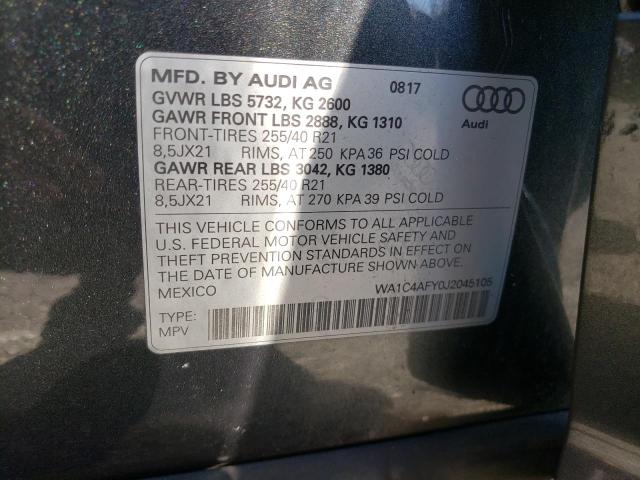 MFD. BY AUDI AG 0817
GVWR LBS 5732, KG 2600
GAWR FRONT LBS 2888, KG 1310
FRONT-TIRES 255/40 R21
8,5JX21 RIMS, AT 250 KPA 36 PSI COLD
GAWR REAR LBS 3042, KG 1380
REAR-TIRES 255/40 R21
8,5JX21 RIMS, AT 270 KPA 39 PSI COLD
Audi
THIS VEHICLE CONFORMS TO ALL APPLICABLE
U.S. FEDERAL MOTOR VEHICLE SAFETY AND
THEFT PREVENTION STANDARDS IN EFFECT ON
THE DATE OF MANUFACTURE SHOWN ABOVE.
MEXICO WA1C4AFY0J2045105
TYPE:
MPV